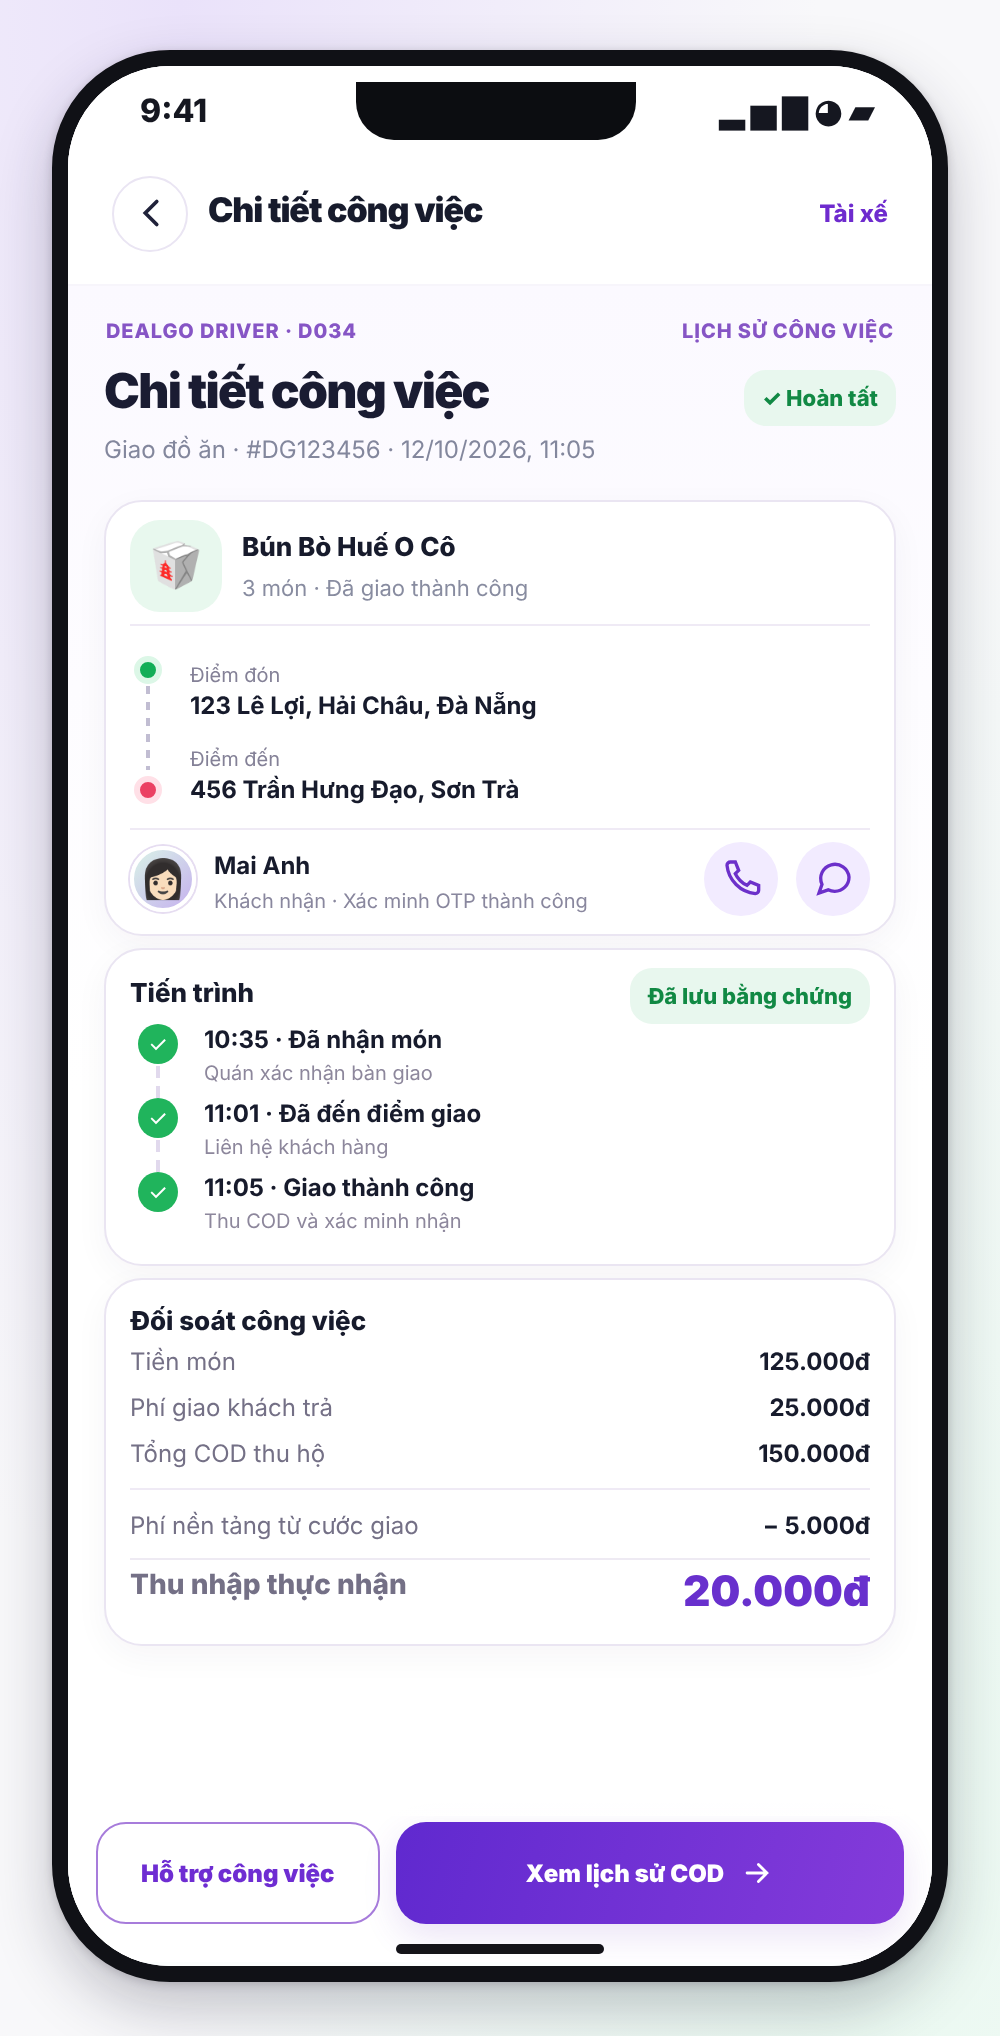 9:41
Chi tiết công việc
Tài xế
DEALGO DRIVER · D034
LỊCH SỬ CÔNG VIỆC
Chi tiết công việc
✓ Hoàn tất
Giao đồ ăn · #DG123456 · 12/10/2026, 11:05
Bún Bò Huế O Cô
3 món · Đã giao thành công
Điểm đón
123 Lê Lợi, Hải Châu, Đà Nẵng
Điểm đến
456 Trần Hưng Đạo, Sơn Trà
Mai Anh
Khách nhận · Xác minh OTP thành công
Tiến trình
Đã lưu bằng chứng
10:35 · Đã nhận món
Quán xác nhận bàn giao
11:01 · Đã đến điểm giao
Liên hệ khách hàng
11:05 · Giao thành công
Thu COD và xác minh nhận
Đối soát công việc
Tiền món 125.000đ
Phí giao khách trả 25.000đ
Tổng COD thu hộ 150.000đ
Phí nền tảng từ cước giao – 5.000đ
Thu nhập thực nhận 20.000đ
Hỗ trợ công việc
Xem lịch sử COD →